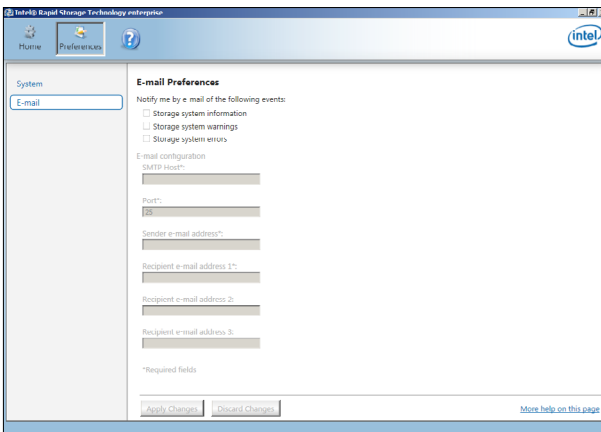 Intel® Rapid Storage Technology enterprise
Home
Preferences
?
intel
System
E-mail
E-mail Preferences
Notify me by e mail of the following events:
Storage system information
Storage system warnings
Storage system errors
E-mail configuration
SMTP Host*:
Port*:
25
Sender e-mail address*:
Recipient e-mail address 1*:
Recipient e-mail address 2:
Recipient e-mail address 3:
*Required fields
Apply Changes
Discard Changes
More help on this page